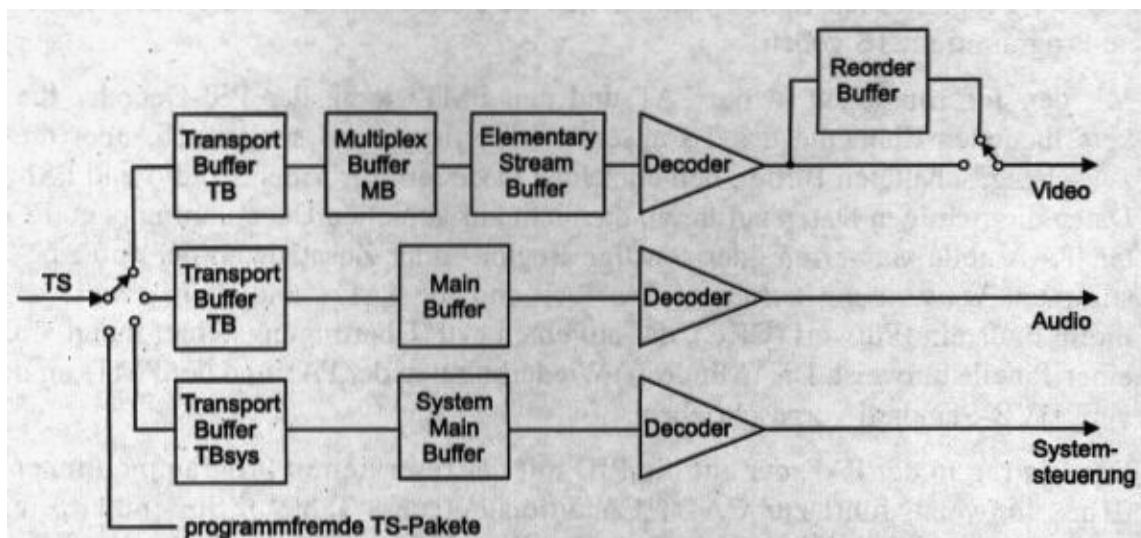 Reorder
Buffer
Transport
Buffer
TB
Multiplex
Buffer
MB
Elementary
Stream
Buffer
Decoder
Video
TS
Transport
Buffer
TB
Main
Buffer
Decoder
Audio
Transport
Buffer
TBsys
System
Main
Buffer
Decoder
System-
steuerung
programmfremde TS-Pakete